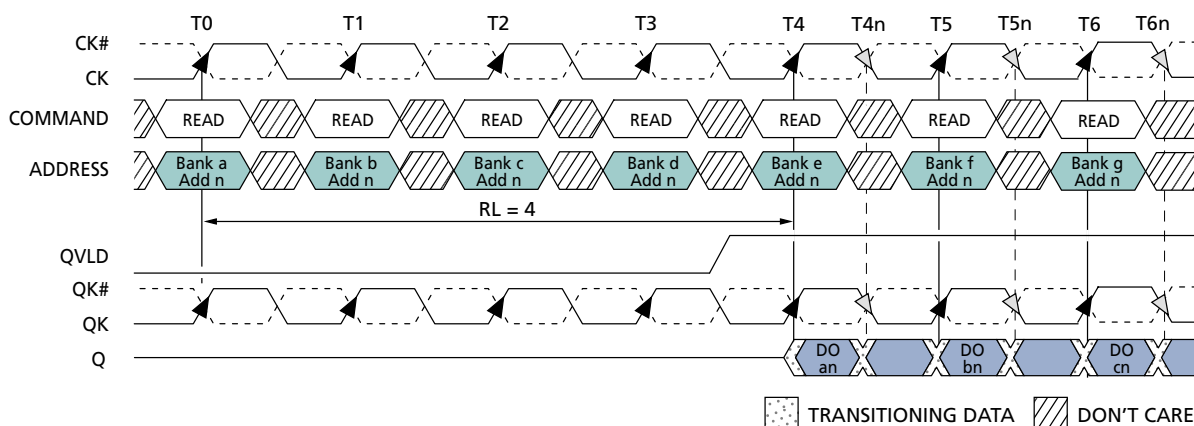 T0 T1 T2 T3 T4 T4n T5 T5n T6 T6n
CK#
CK
COMMAND READ READ READ READ READ READ READ
ADDRESS Bank a Add n Bank b Add n Bank c Add n Bank d Add n Bank e Add n Bank f Add n Bank g Add n
RL = 4
QVLD
QK#
QK
Q DO an DO bn DO cn
TRANSITIONING DATA DON'T CARE